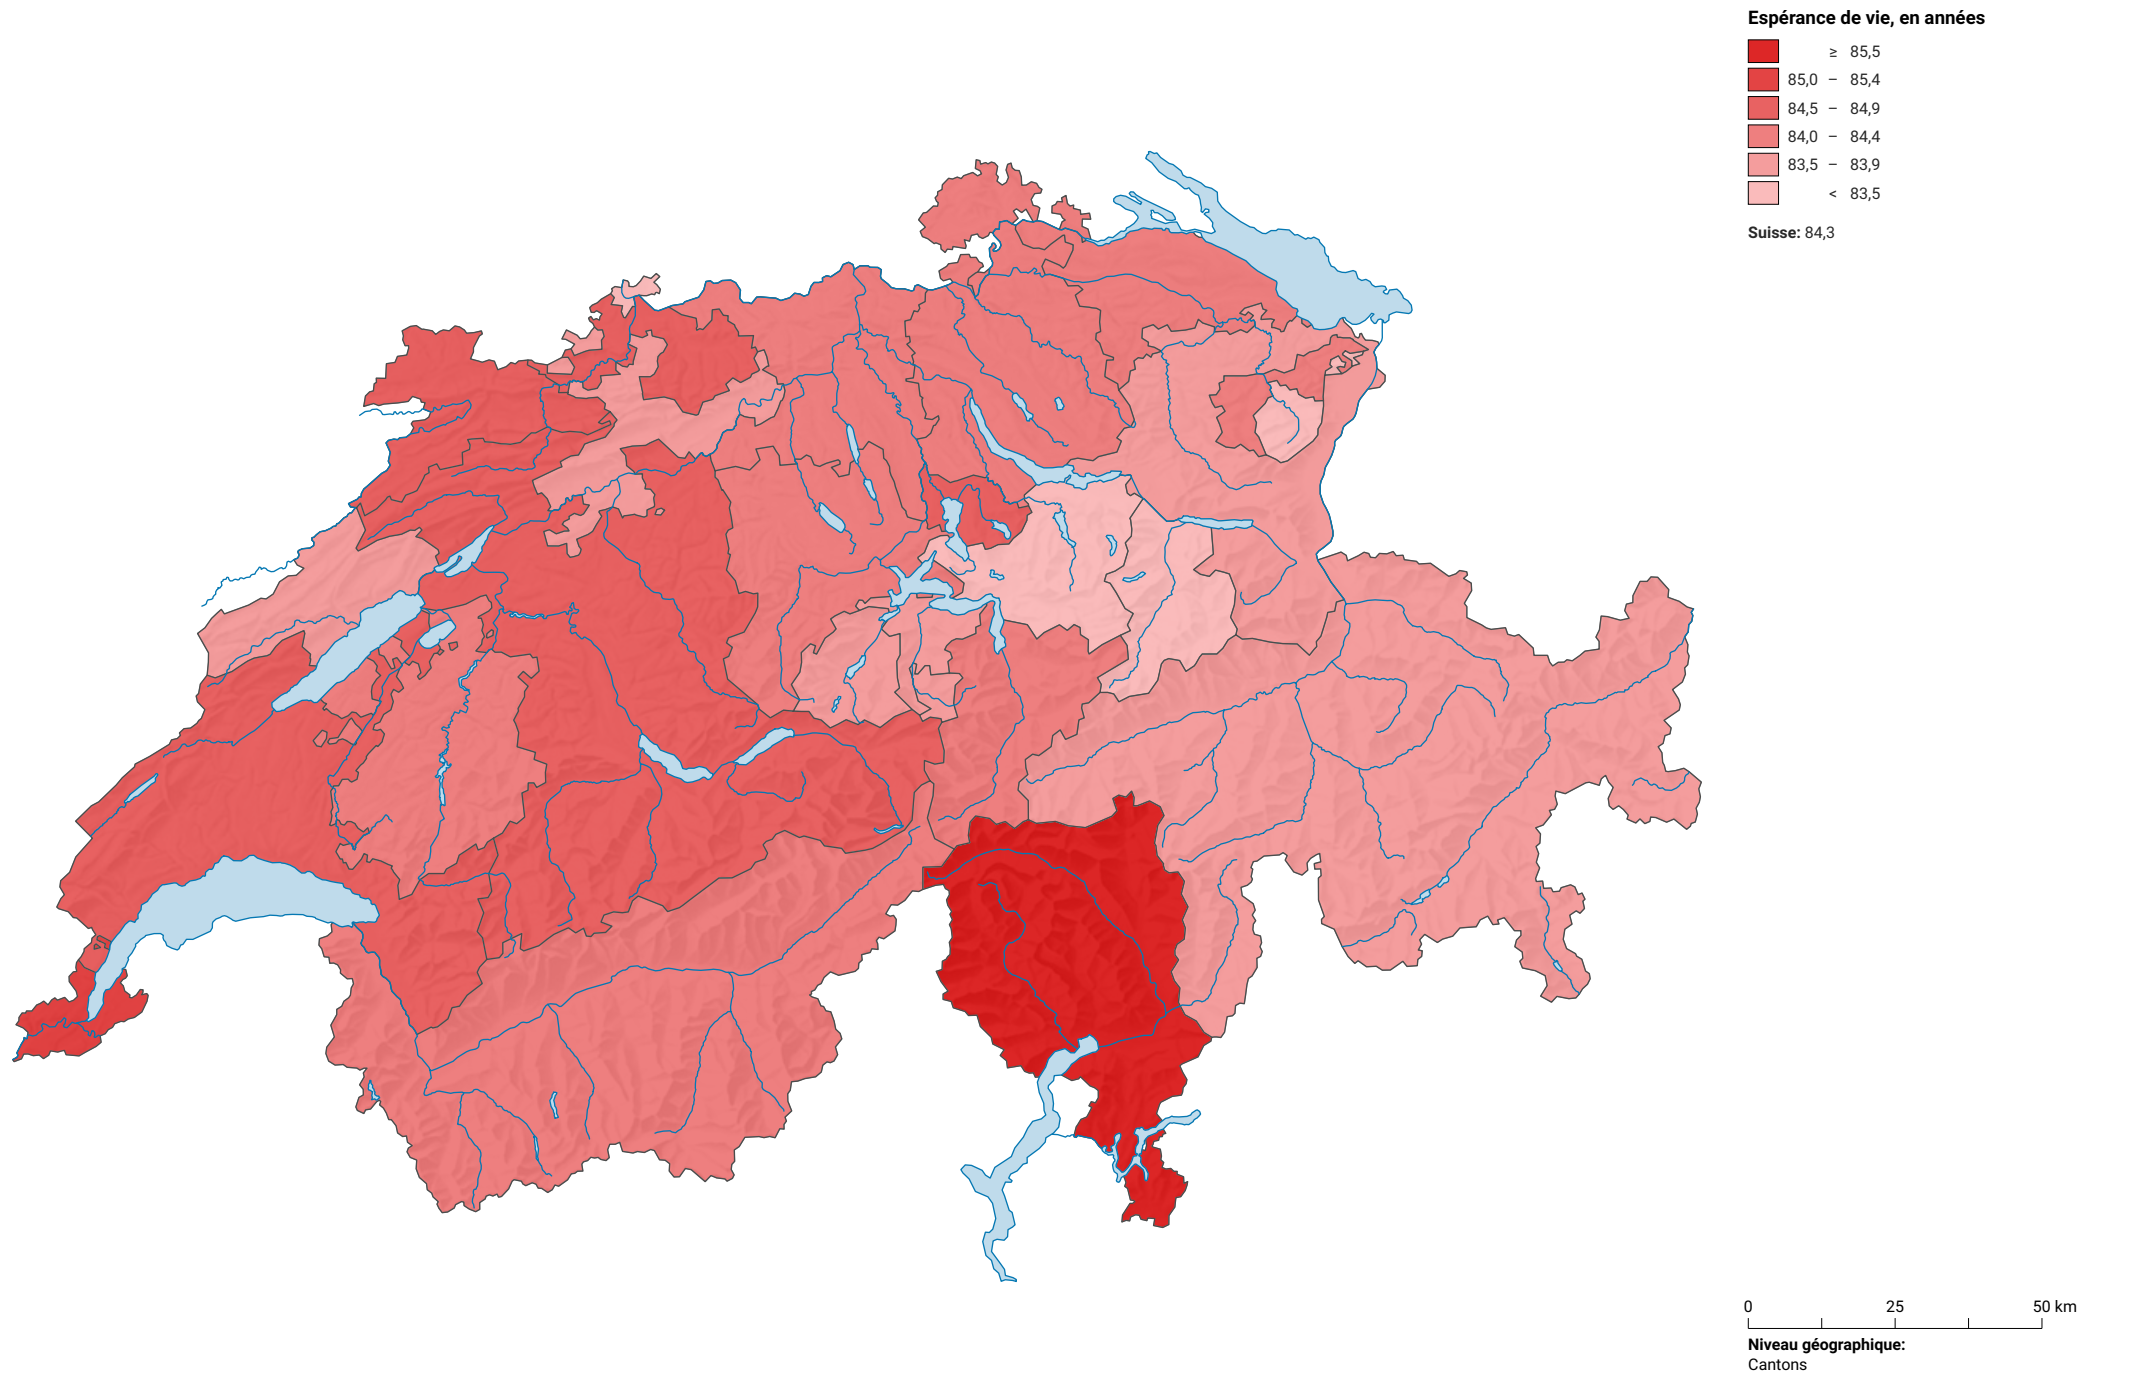 Espérance de vie, en années
≥ 85,5
85,0 – 85,4
84,5 – 84,9
84,0 – 84,4
83,5 – 83,9
< 83,5
Suisse: 84,3
0 25 50 km
Niveau géographique:
Cantons